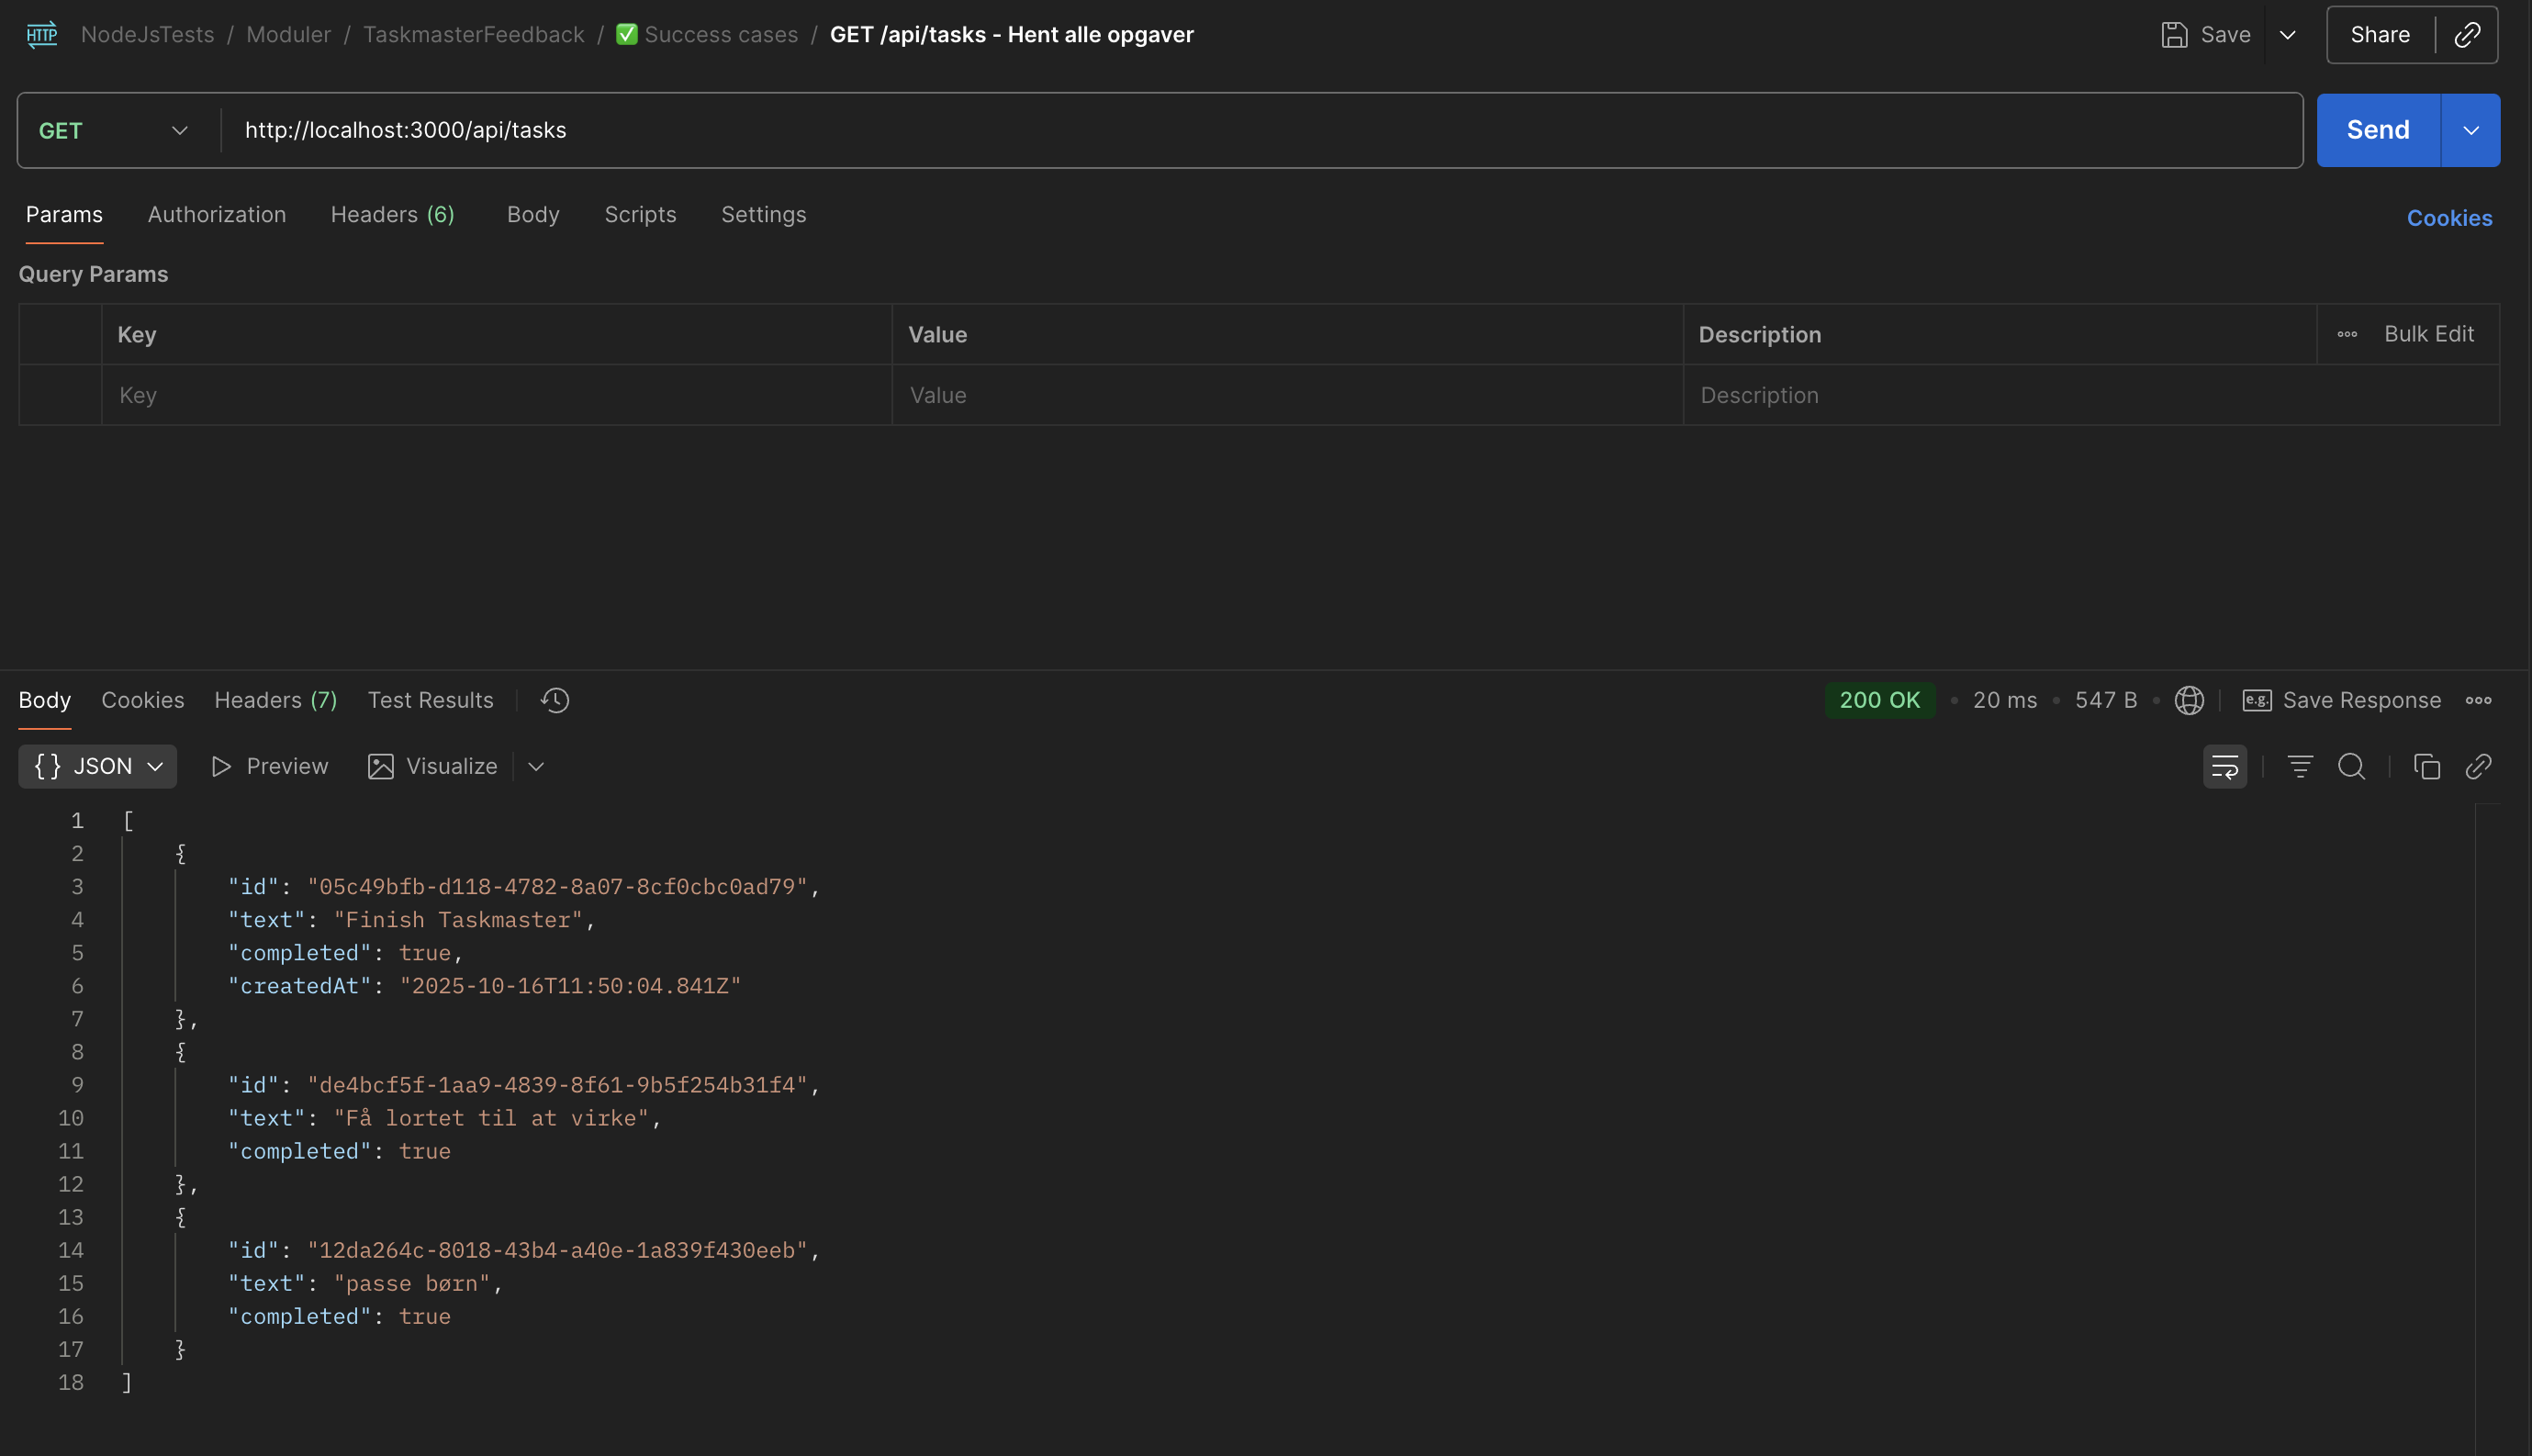 HTTP NodeJsTests / Moduler / TaskmasterFeedback / ✅ Success cases / GET /api/tasks - Hent alle opgaver Save Share
GET http://localhost:3000/api/tasks Send
Params Authorization Headers (6) Body Scripts Settings Cookies
Query Params
Key Value Description Bulk Edit
Key Value Description
Body Cookies Headers (7) Test Results 200 OK • 20 ms • 547 B • e.g. Save Response
{} JSON Preview Visualize
1 [
2 {
3 "id": "05c49bfb-d118-4782-8a07-8cf0cbc0ad79",
4 "text": "Finish Taskmaster",
5 "completed": true,
6 "createdAt": "2025-10-16T11:50:04.841Z"
7 },
8 {
9 "id": "de4bcf5f-1aa9-4839-8f61-9b5f254b31f4",
10 "text": "Få lortet til at virke",
11 "completed": true
12 },
13 {
14 "id": "12da264c-8018-43b4-a40e-1a839f430eeb",
15 "text": "passe børn",
16 "completed": true
17 }
18 ]